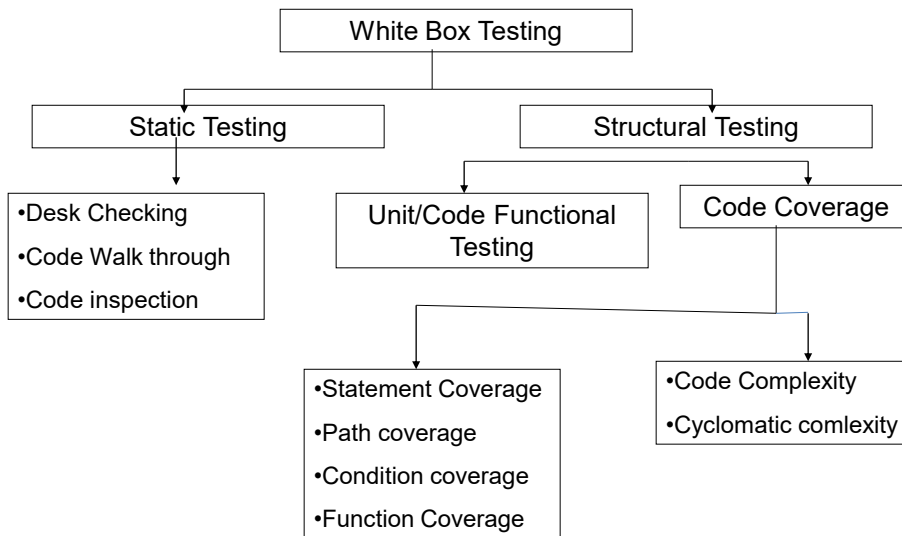 White Box Testing
Static Testing
Structural Testing
•Desk Checking
•Code Walk through
•Code inspection
Unit/Code Functional
Testing
Code Coverage
•Statement Coverage
•Path coverage
•Condition coverage
•Function Coverage
•Code Complexity
•Cyclomatic comlexity